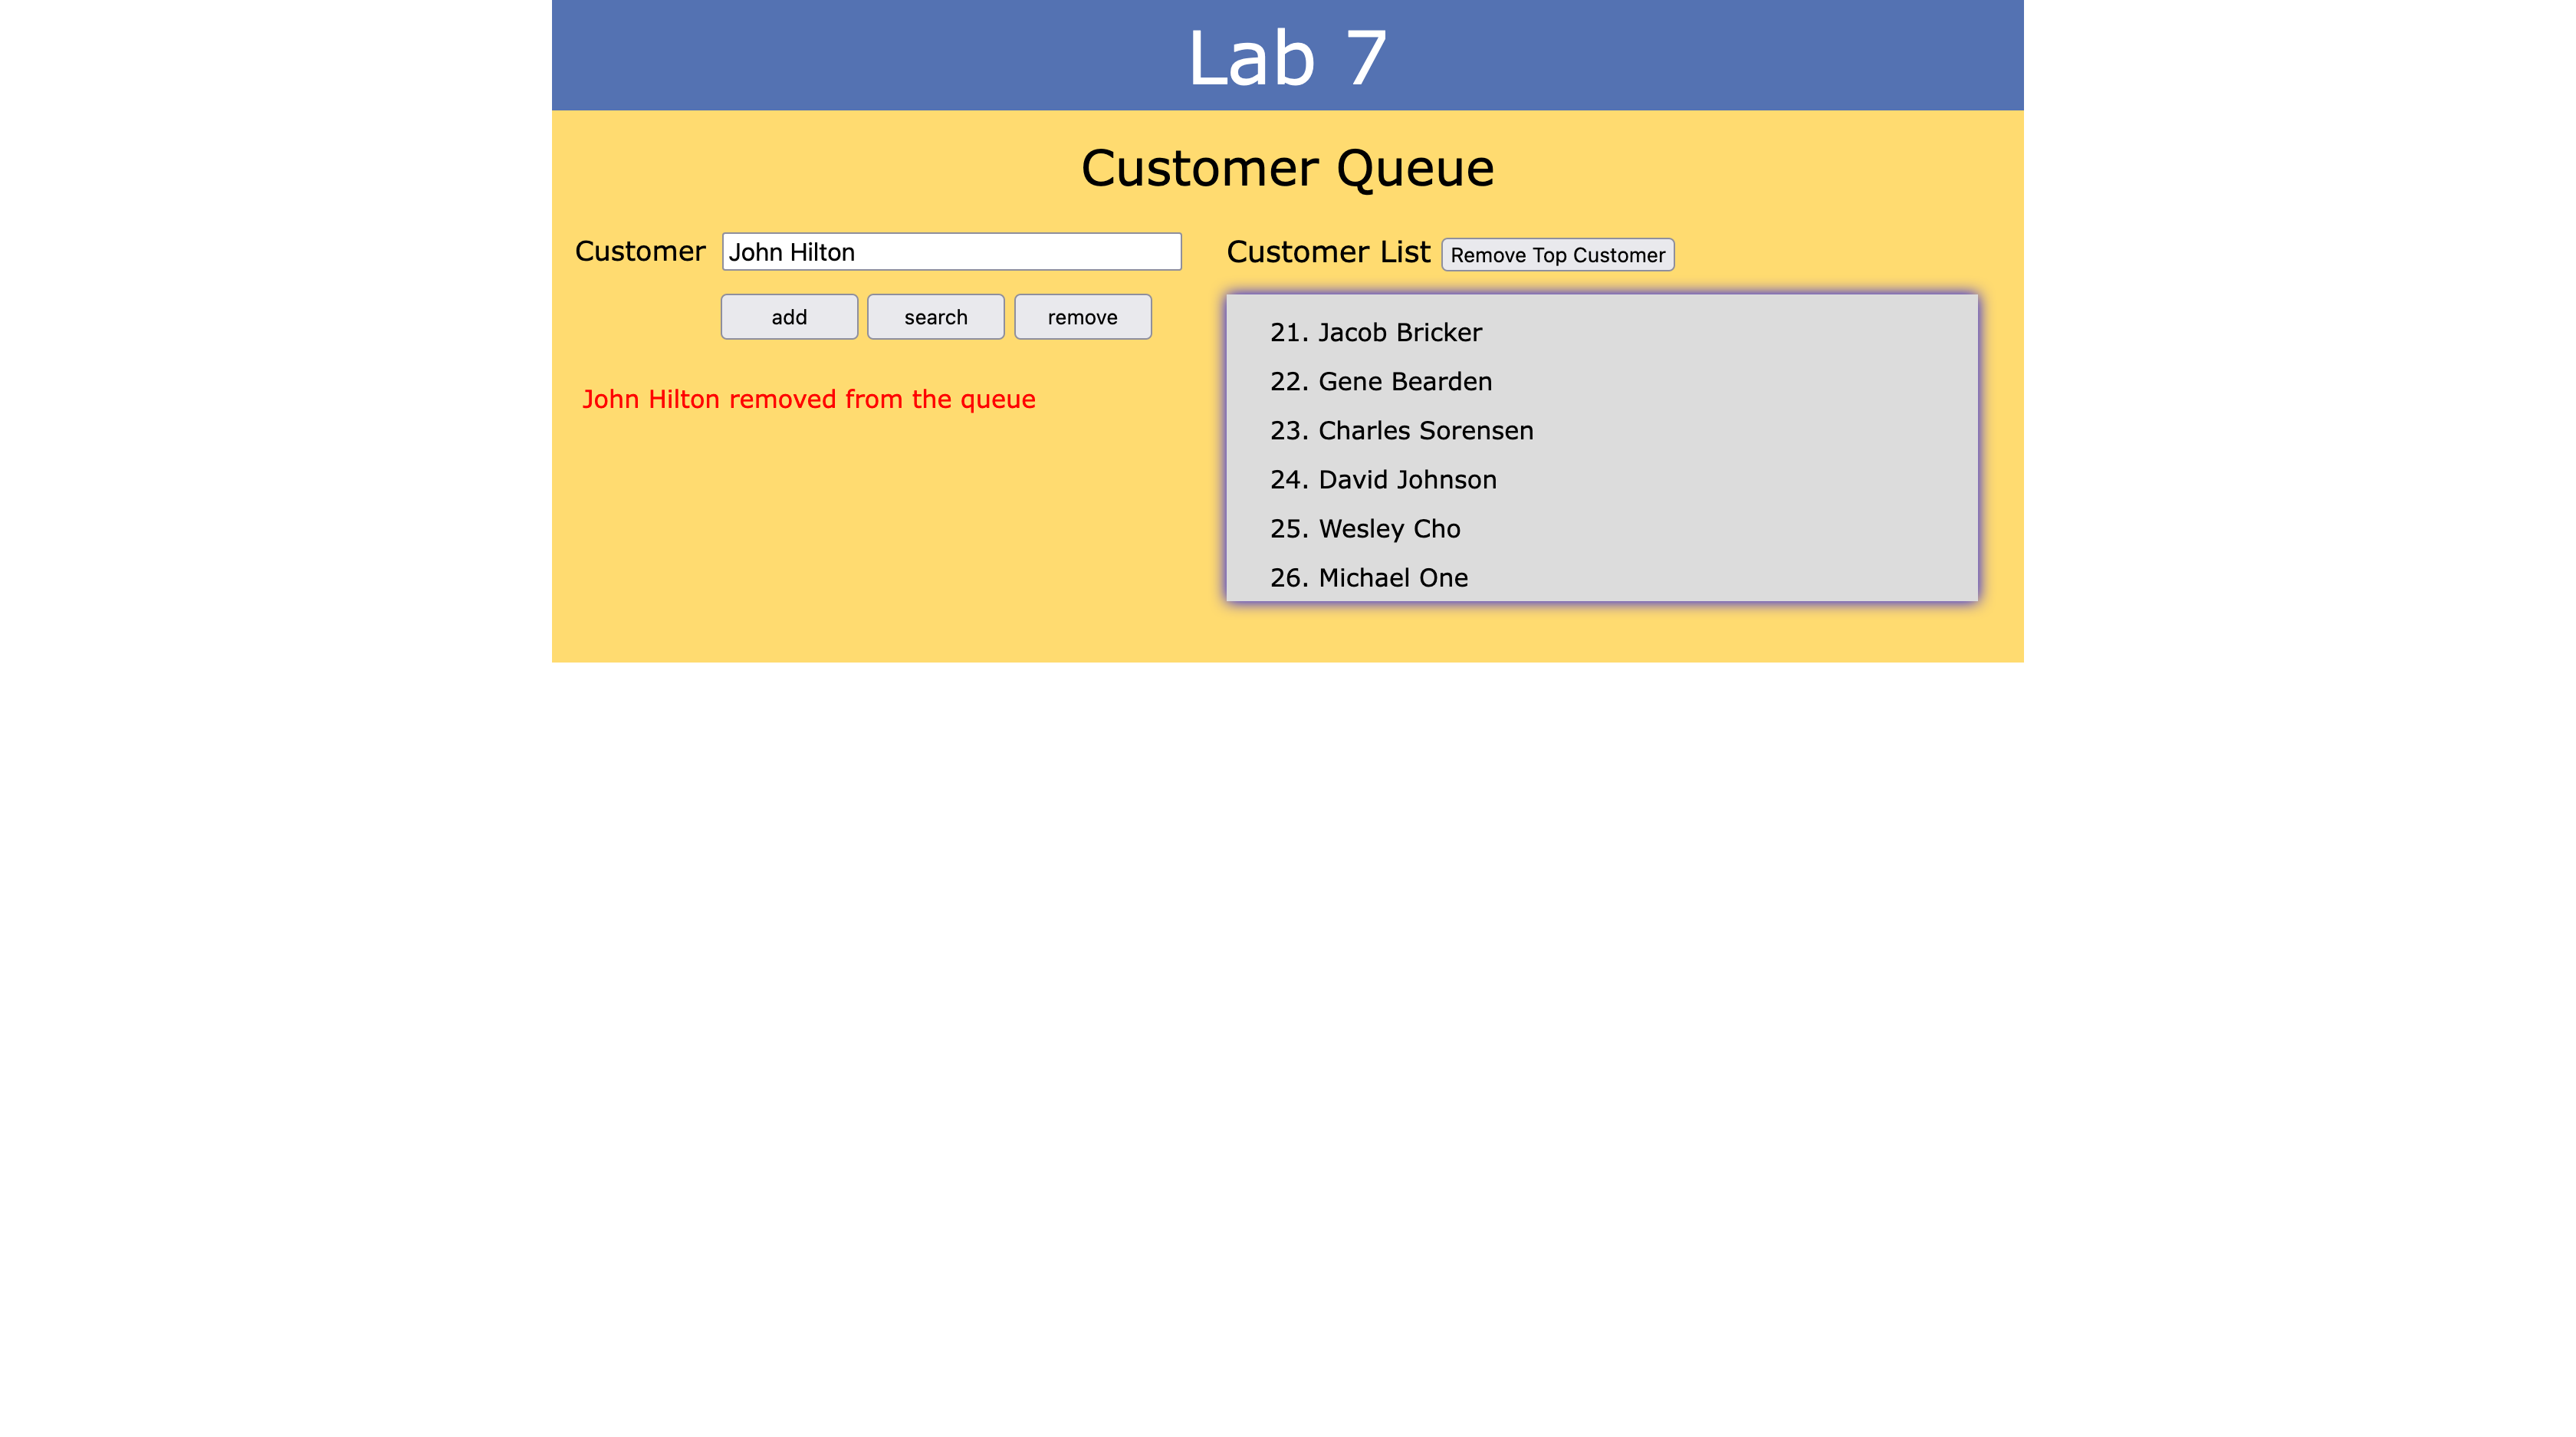 Lab 7
Customer Queue
Customer John Hilton
add search remove
John Hilton removed from the queue
Customer List Remove Top Customer
21. Jacob Bricker
22. Gene Bearden
23. Charles Sorensen
24. David Johnson
25. Wesley Cho
26. Michael One